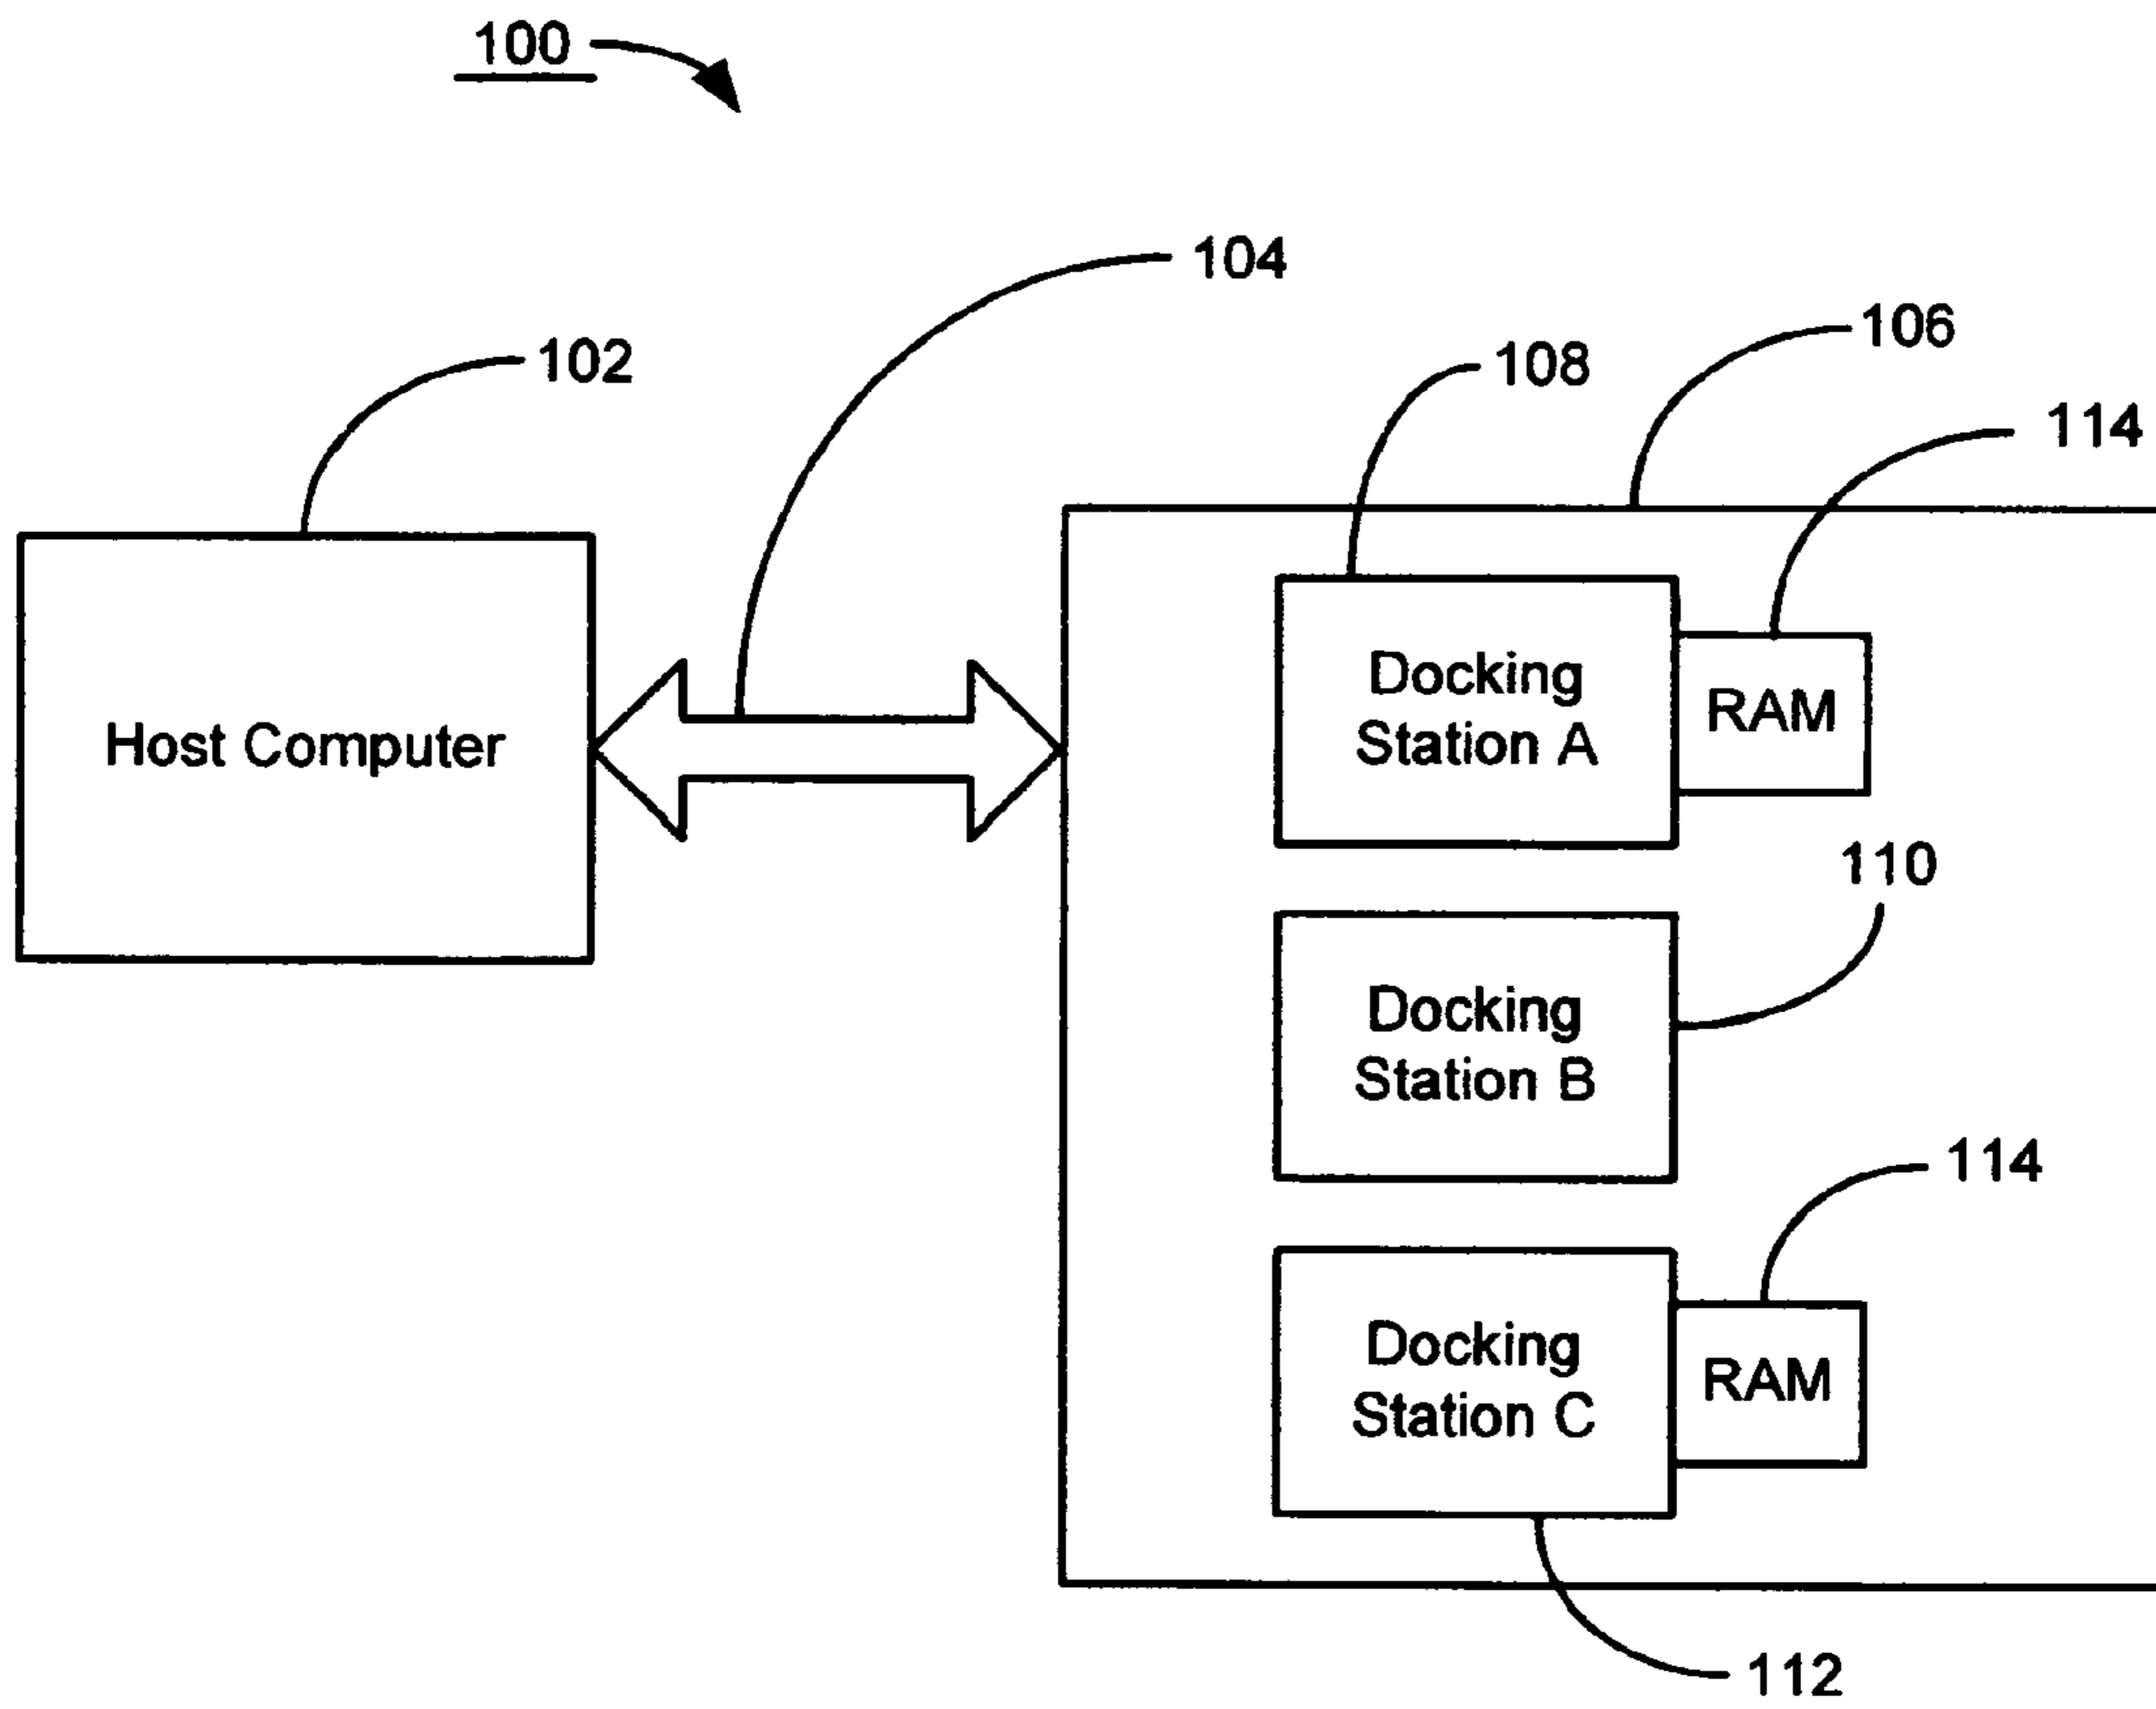 100
104
106
102
108
114
Docking
Station A
RAM
Host Computer
110
Docking
Station B
114
Docking
Station C
RAM
112